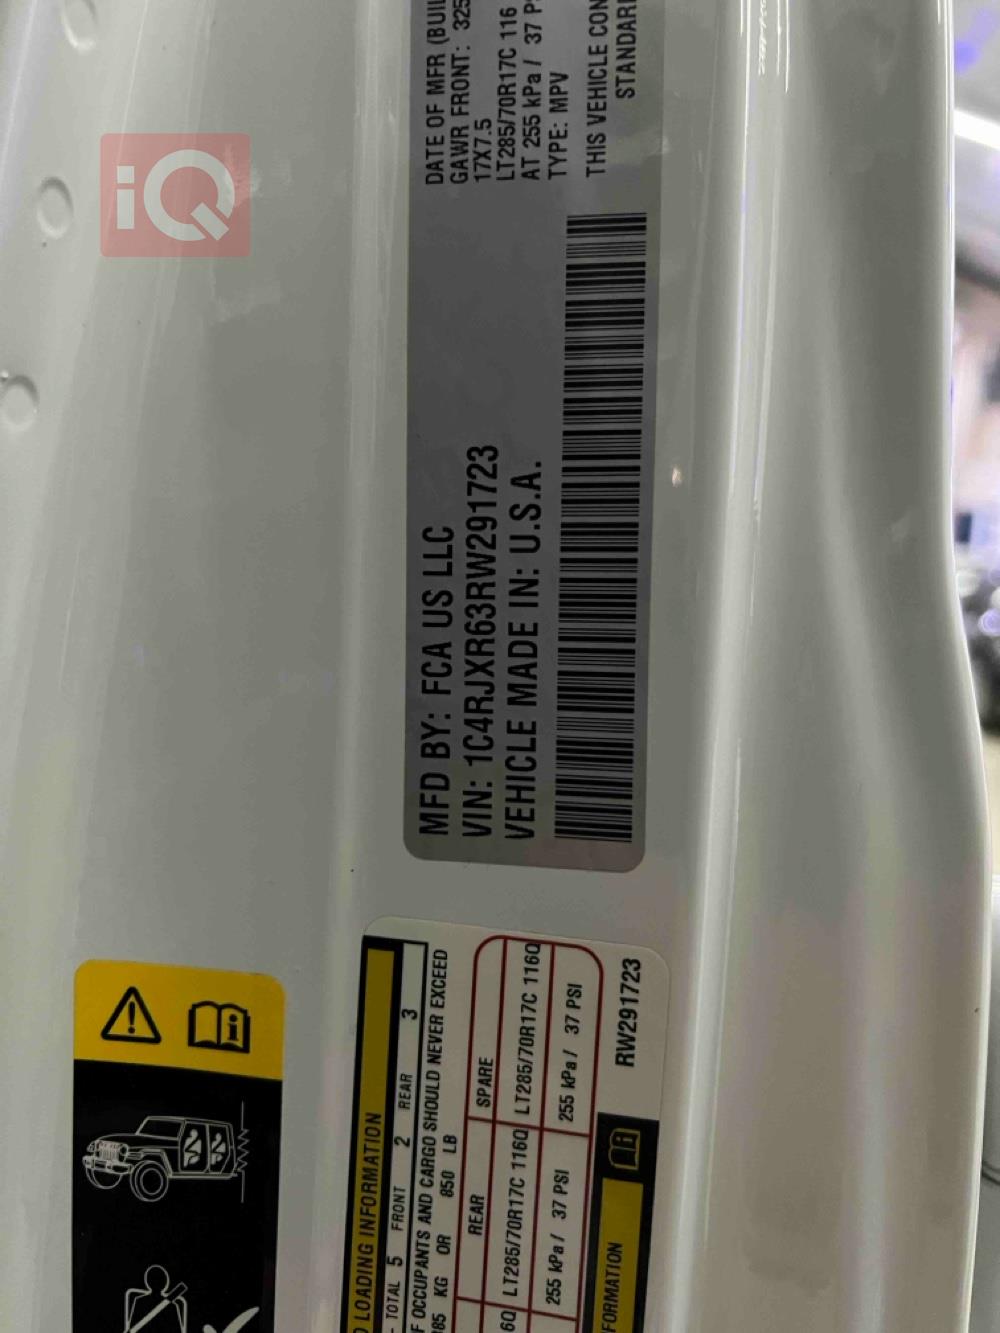 iQ
MFD BY: FCA US LLC
VIN: 1C4RJXR63RW291723
VEHICLE MADE IN: U.S.A.
DATE OF MFR
GAWR FRONT:
17X7.5
LT285/70R17C 116
AT 255 kPa / 37
TYPE: MPV
THIS VEHICLE
LOADING INFORMATION
TOTAL 5 FRONT 2 REAR 3
OCCUPANTS AND CARGO SHOULD NEVER EXCEED
KG OR 850 LB
REAR SPARE
LT285/70R17C 116Q LT285/70R17C 116Q
255 kPa / 37 PSI 255 kPa / 37 PSI
RW291723